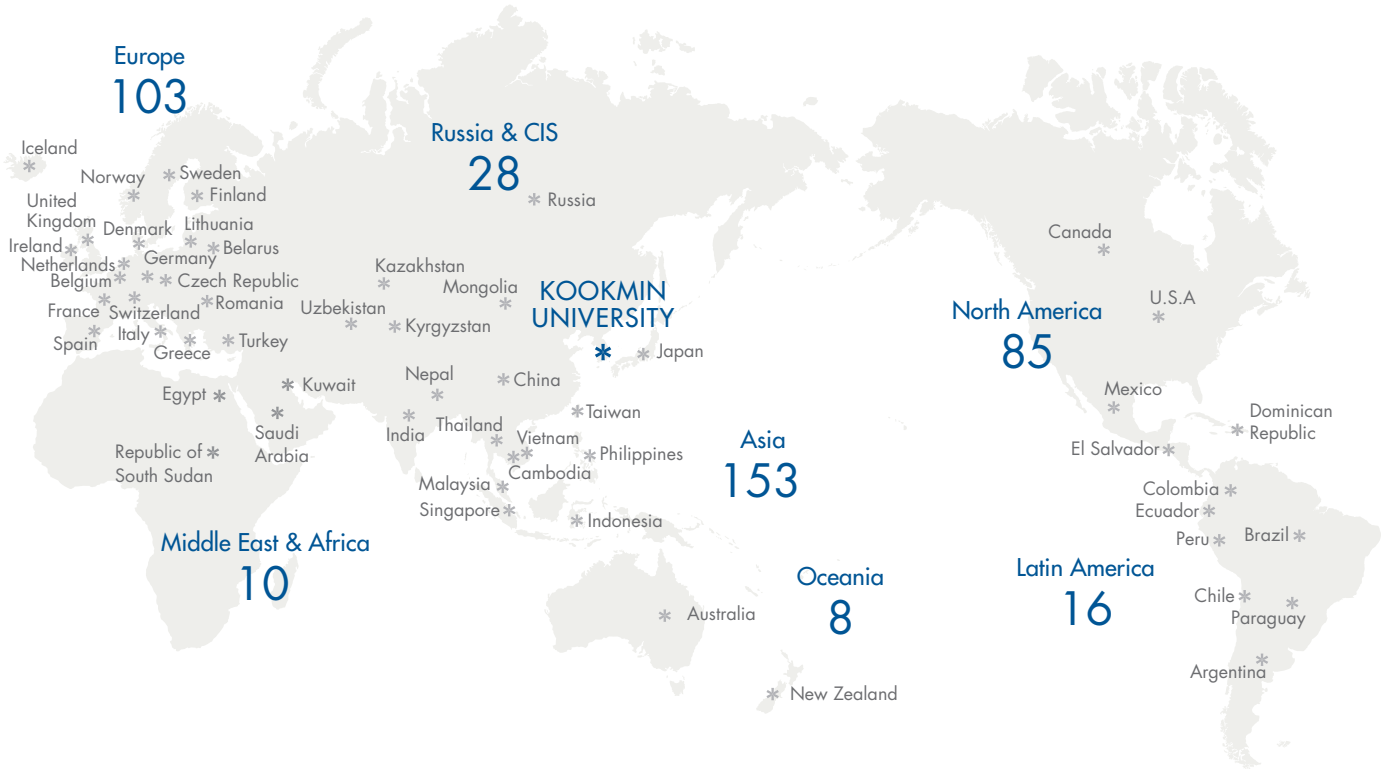 Europe
103
Iceland
Norway
Sweden
Finland
United
Kingdom
Denmark
Lithuania
Ireland
Belarus
Netherlands
Germany
Belgium
Czech Republic
France
Switzerland
Romania
Spain
Italy
Greece
Turkey
Russia & CIS
28
Russia
Kazakhstan
Mongolia
Uzbekistan
Kyrgyzstan
KOOKMIN
UNIVERSITY
Japan
Nepal
China
Kuwait
Egypt
Saudi
Arabia
Republic of
South Sudan
India
Thailand
Taiwan
Vietnam
Philippines
Cambodia
Malaysia
Singapore
Indonesia
Asia
153
Middle East & Africa
10
Oceania
8
Australia
New Zealand
Canada
U.S.A
North America
85
Mexico
Dominican
Republic
El Salvador
Colombia
Ecuador
Peru
Brazil
Latin America
16
Chile
Paraguay
Argentina